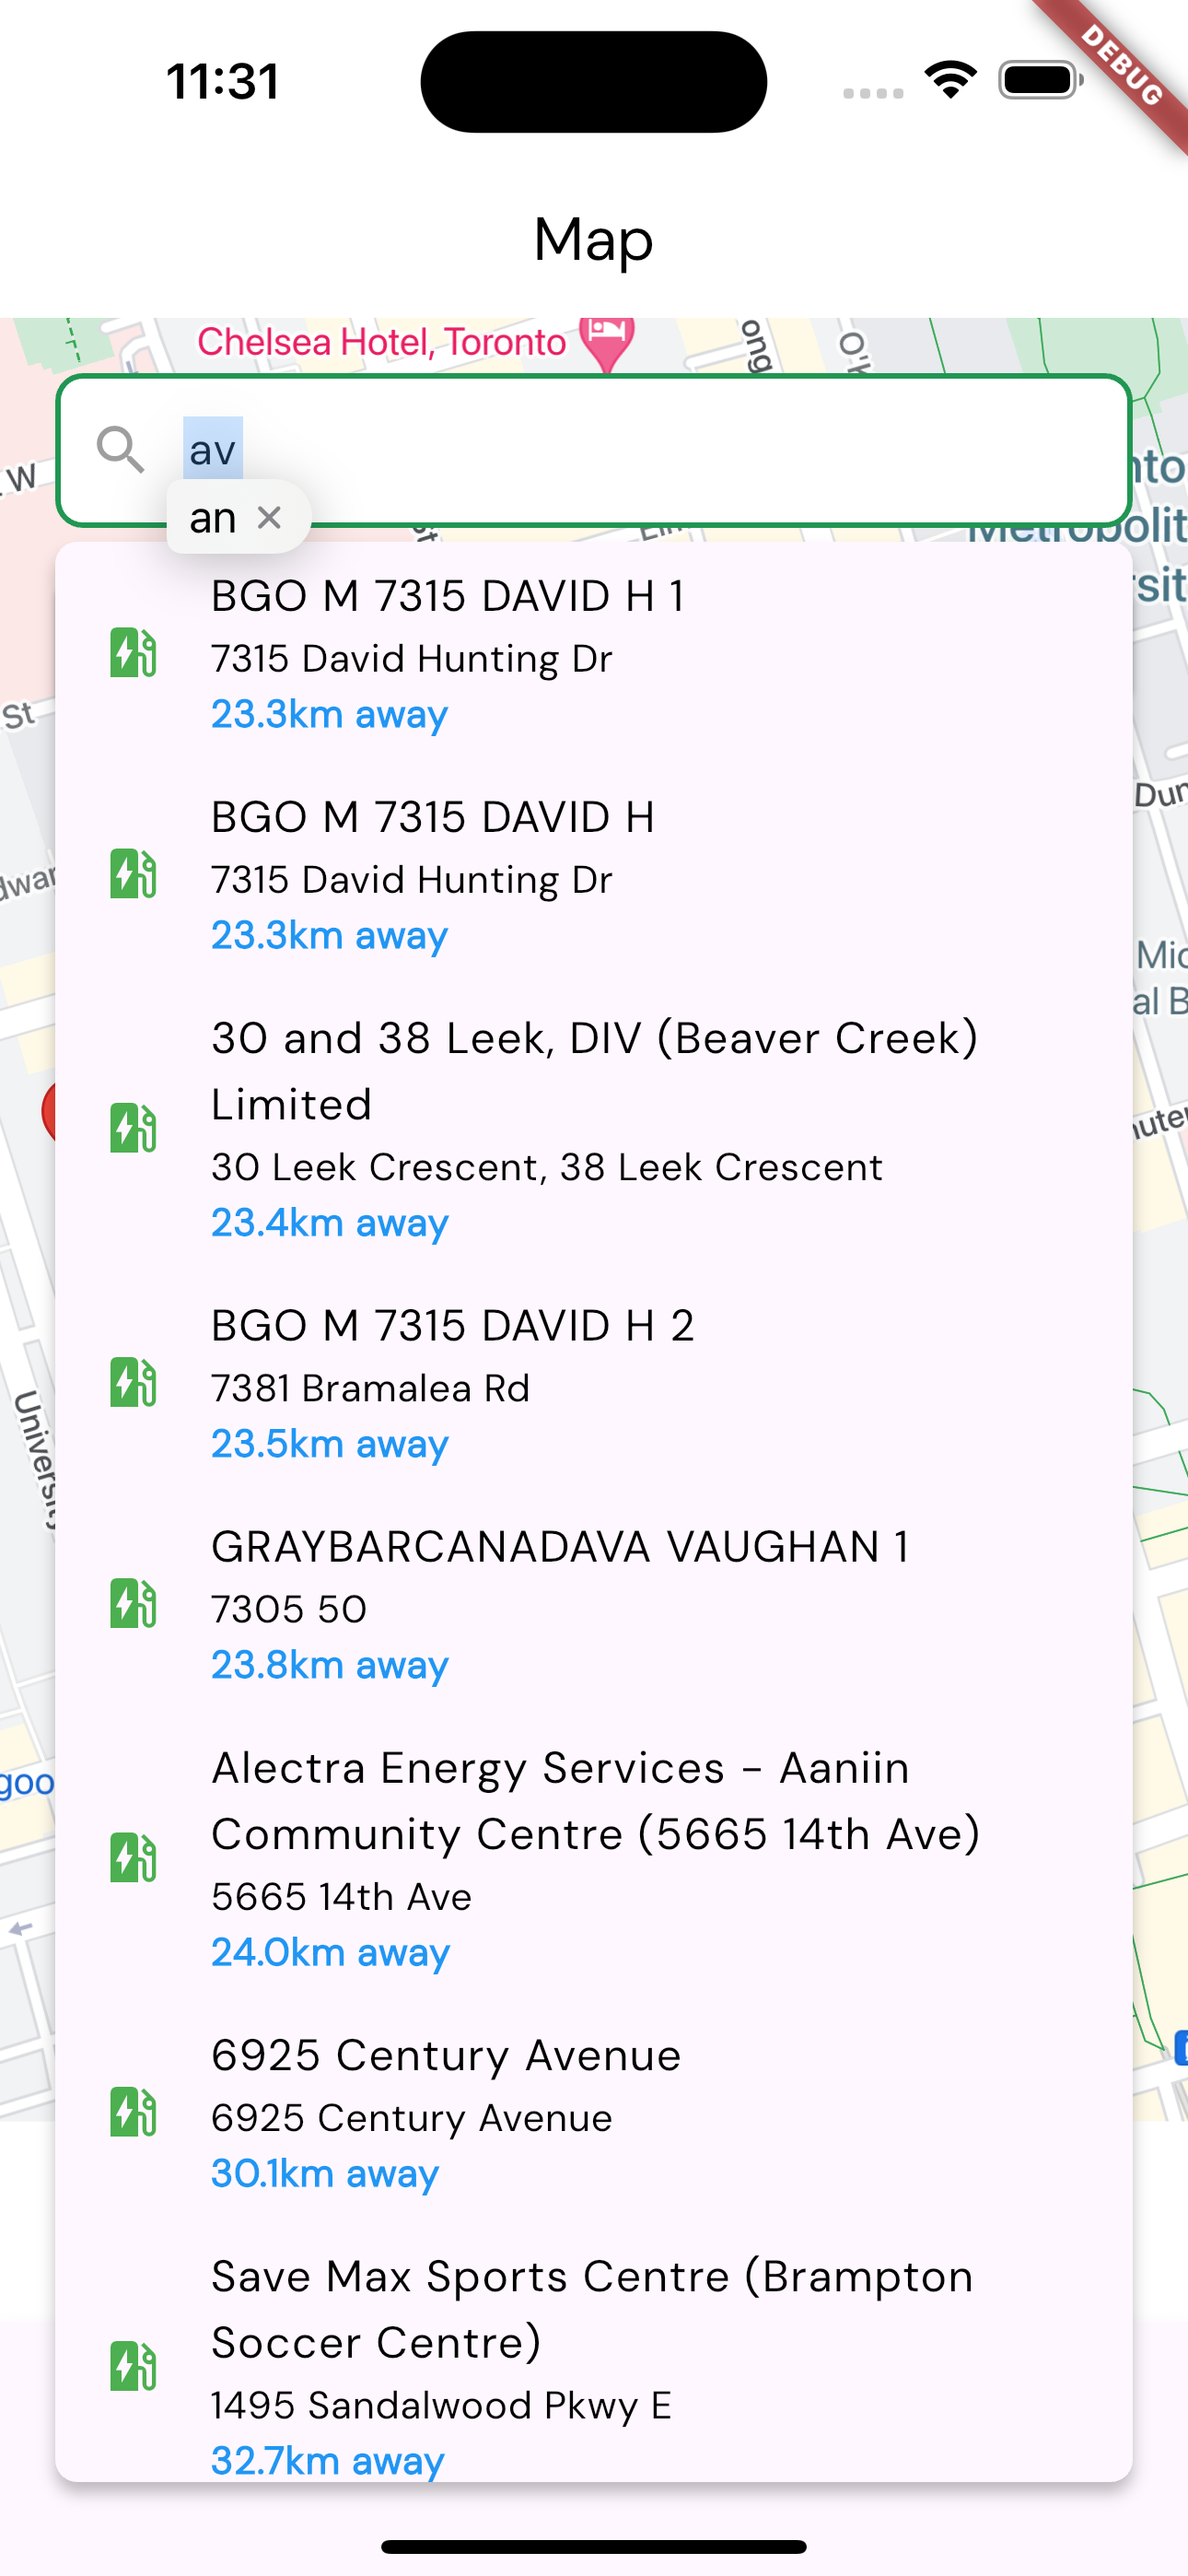 11:31
DEBUG
Map
Chelsea Hotel, Toronto
ong
av
W
an
BGO M 7315 DAVID H 1
7315 David Hunting Dr
23.3km away
St
BGO M 7315 DAVID H
7315 David Hunting Dr
23.3km away
30 and 38 Leek, DIV (Beaver Creek)
Limited
30 Leek Crescent, 38 Leek Crescent
23.4km away
BGO M 7315 DAVID H 2
7381 Bramalea Rd
23.5km away
GRAYBARCANADAVA VAUGHAN 1
7305 50
23.8km away
Alectra Energy Services - Aaniin
Community Centre (5665 14th Ave)
5665 14th Ave
24.0km away
6925 Century Avenue
6925 Century Avenue
30.1km away
Save Max Sports Centre (Brampton
Soccer Centre)
1495 Sandalwood Pkwy E
32.7km away